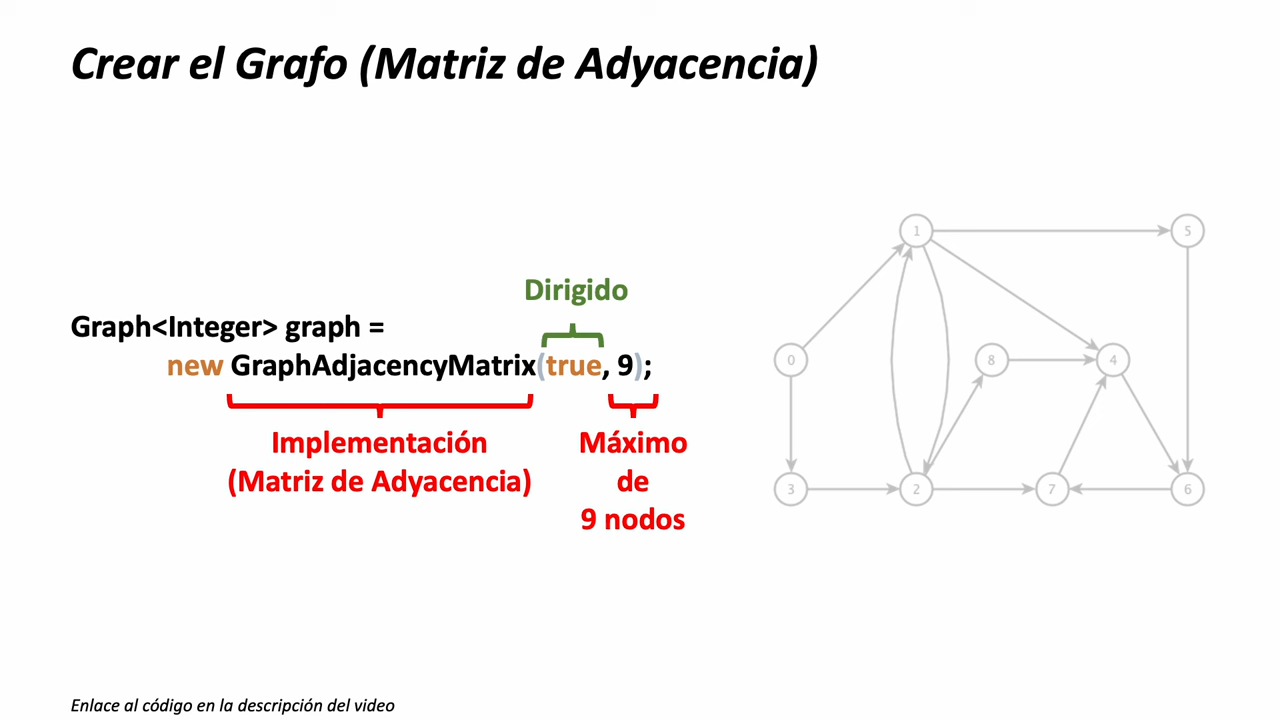 Crear el Grafo (Matriz de Adyacencia)
Dirigido
Graph<Integer> graph =
new GraphAdjacencyMatrix(true, 9);
Implementación
(Matriz de Adyacencia)
Máximo
de
9 nodos
1
5
0
8
4
3
2
7
6
Enlace al código en la descripción del video